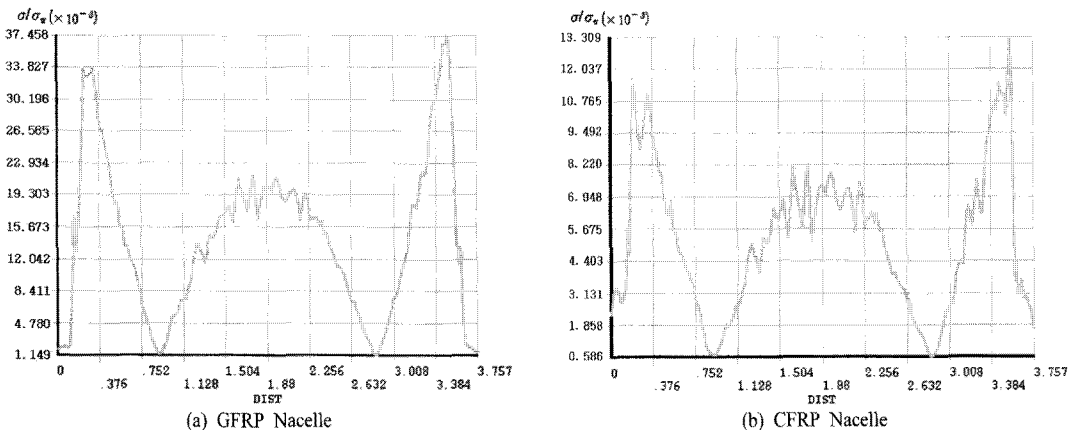 σ/σᵤ (×10⁻³)
37.458
33.827
30.196
26.565
22.934
19.303
15.673
12.042
8.411
4.780
1.149
0 .752 1.504 2.256 3.008 3.757
.376 1.128 1.88 2.632 3.384
DIST
(a) GFRP Nacelle
σ/σᵤ (×10⁻³)
13.309
12.037
10.765
9.492
8.220
6.948
5.675
4.403
3.131
1.858
0.586
0 .752 1.504 2.256 3.008 3.757
.376 1.128 1.88 2.632 3.384
DIST
(b) CFRP Nacelle